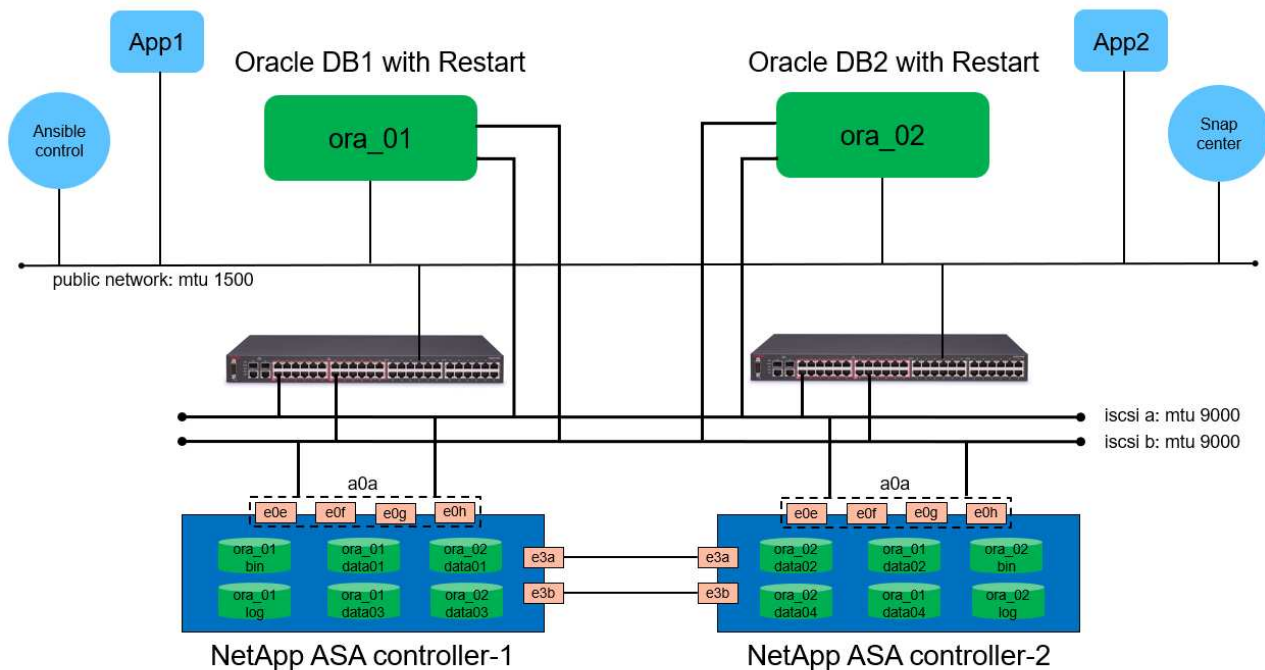 App1
App2
Oracle DB1 with Restart
Oracle DB2 with Restart
Ansible
control
ora_01
ora_02
Snap
center
public network: mtu 1500
iscsi a: mtu 9000
iscsi b: mtu 9000
a0a
a0a
e0e
e0f
e0g
e0h
e0e
e0f
e0g
e0h
ora_01
bin
ora_01
data01
ora_02
data01
e3a
e3a
ora_02
data02
ora_01
data02
ora_02
bin
ora_01
log
ora_01
data03
ora_02
data03
e3b
e3b
ora_02
data04
ora_01
data04
ora_02
log
NetApp ASA controller-1
NetApp ASA controller-2